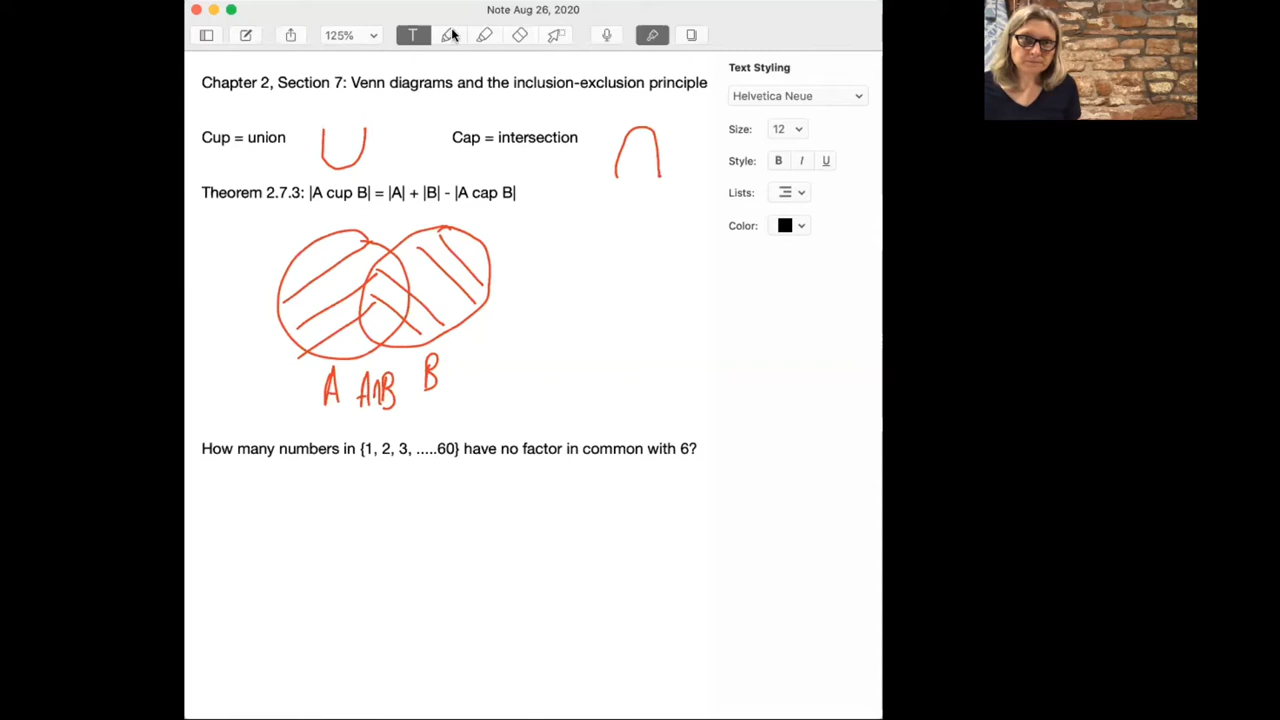 Note Aug 26, 2020
125%
T
Chapter 2, Section 7: Venn diagrams and the inclusion-exclusion principle
Text Styling
Helvetica Neue
Size: 12
Cup = union ∪ Cap = intersection ∩
Style: B I U
Theorem 2.7.3: |A cup B| = |A| + |B| - |A cap B|
Lists:
Color:
A A∩B B
How many numbers in {1, 2, 3, .....60} have no factor in common with 6?